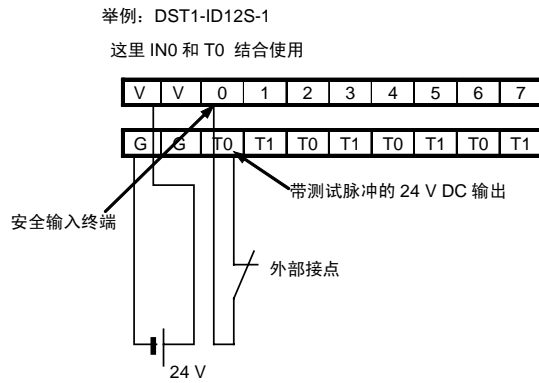 举例：DST1-ID12S-1
这里 IN0 和 T0 结合使用
V V 0 1 2 3 4 5 6 7
G G T0 T1 T0 T1 T0 T1 T0 T1
带测试脉冲的 24 V DC 输出
安全输入终端
外部接点
24 V